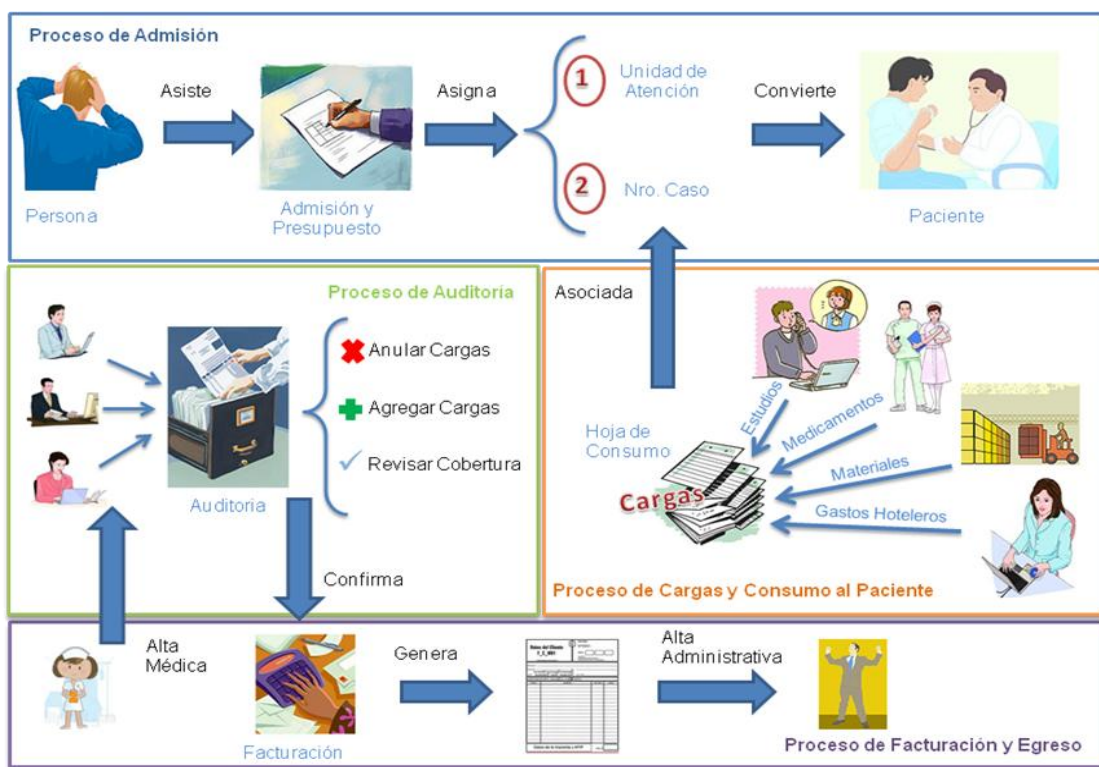 Proceso de Admisión
Asiste
Asigna
1
Unidad de
Atención
Convierte
2
Nro. Caso
Persona
Admisión y
Presupuesto
Paciente
Proceso de Auditoría
Anular Cargas
Agregar Cargas
Revisar Cobertura
Auditoria
Confirma
Asociada
Estudios
Medicamentos
Hoja de
Consumo
Materiales
Cargas
Gastos Hoteleros
Proceso de Cargas y Consumo al Paciente
Alta
Médica
Genera
Alta
Administrativa
Facturación
Proceso de Facturación y Egreso